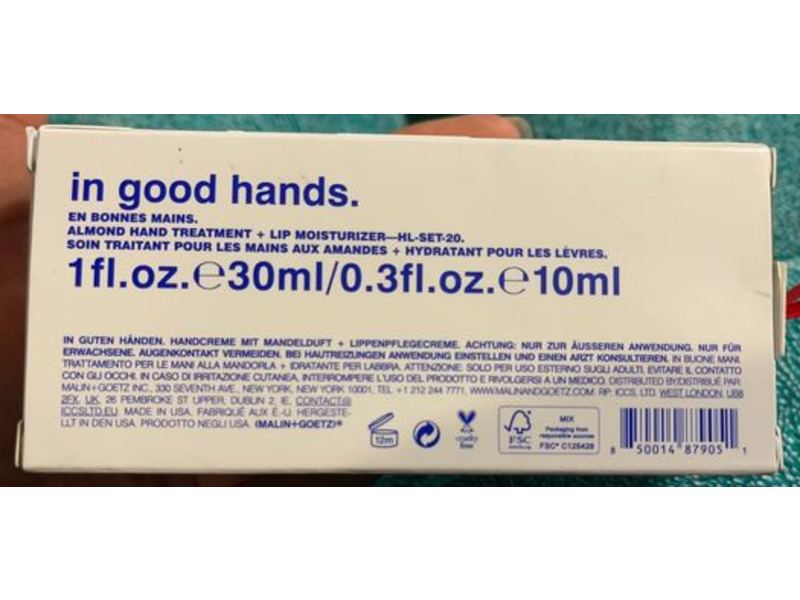 in good hands.
EN BONNES MAINS.
ALMOND HAND TREATMENT + LIP MOISTURIZER—HL-SET-20.
SOIN TRAITANT POUR LES MAINS AUX AMANDES + HYDRATANT POUR LES LÈVRES.
1fl.oz.℮30ml/0.3fl.oz.℮10ml
IN GUTEN HÄNDEN. HANDCREME MIT MANDELDUFT + LIPPENPFLEGECREME. ACHTUNG: NUR ZUR ÄUSSEREN ANWENDUNG. NUR FÜR
ERWACHSENE. AUGENKONTAKT VERMEIDEN. BEI HAUTREIZUNGEN ANWENDUNG EINSTELLEN UND EINEN ARZT KONSULTIEREN. IN BUONE MANI.
TRATTAMENTO PER LE MANI ALLA MANDORLA + IDRATANTE PER LABBRA. ATTENZIONE: SOLO PER USO ESTERNO SUGLI ADULTI. EVITARE IL CONTATTO
CON GLI OCCHI. IN CASO DI IRRITAZIONE CUTANEA, INTERROMPERE L'USO DEL PRODOTTO E RIVOLGERSI A UN MEDICO. DISTRIBUTED BY/DISTRIBUÉ PAR:
MALIN+GOETZ INC., 330 SEVENTH AVE, NEW YORK, NEW YORK 10001, TEL +1 212 244 7771. WWW.MALINANDGOETZ.COM. RP: ICCS, LTD. WEST LONDON, UB8
2FX, UK, 26 PEMBROKE ST UPPER, DUBLIN 2. IE. CONTACT@
ICCSLTD.EU MADE IN USA. FABRIQUÉ AUX É.-U. HERGESTE-
LLT IN DEN USA. PRODOTTO NEGLI USA. (MALIN+GOETZ)®
12m
cruelty
free
FSC
MIX
Packaging from
responsible sources
FSC® C125428
8 50014 87905 1